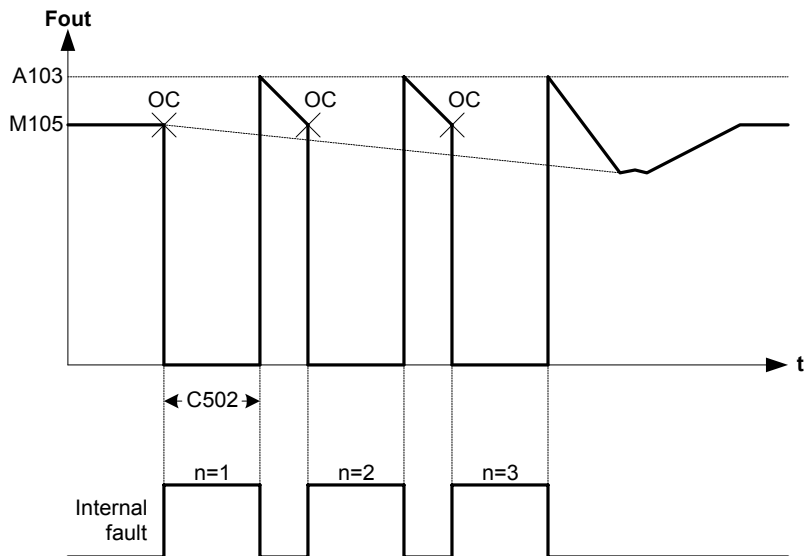 Fout
A103
OC OC OC
M105
t
C502
n=1 n=2 n=3
Internal
fault